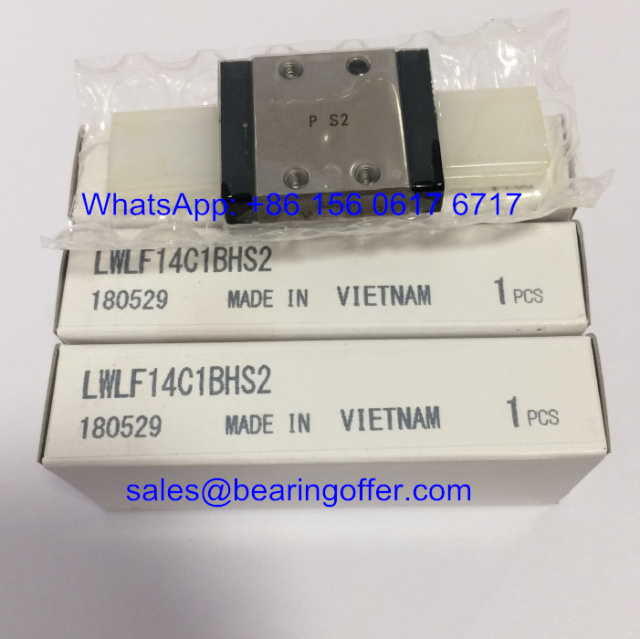 P S2
WhatsApp: +86 156 0617 6717
LWLF14C1BHS2
180529 MADE IN VIETNAM 1 PCS
LWLF14C1BHS2
180529 MADE IN VIETNAM 1 PCS
sales@bearingoffer.com